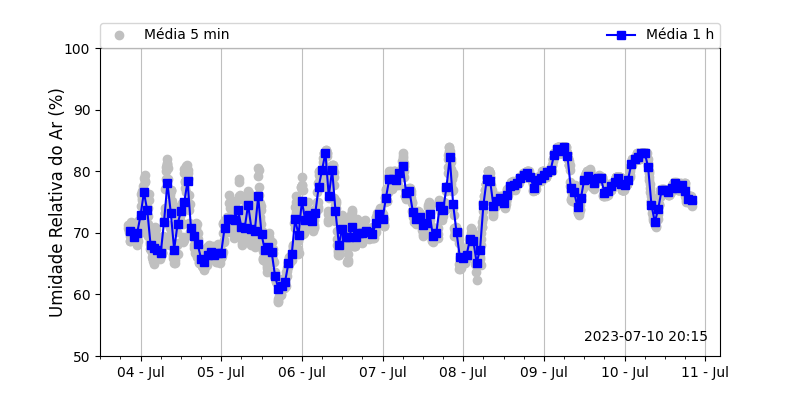 Média 5 min
Média 1 h
Umidade Relativa do Ar (%)
100
90
80
70
60
50
2023-07-10 20:15
04 - Jul
05 - Jul
06 - Jul
07 - Jul
08 - Jul
09 - Jul
10 - Jul
11 - Jul